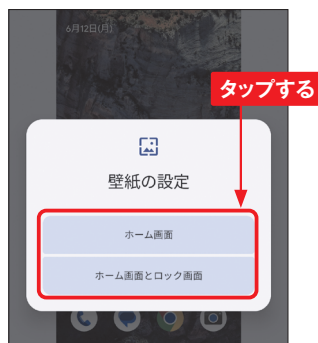 6月12日(月)
タップする
壁紙の設定
ホーム画面
ホーム画面とロック画面